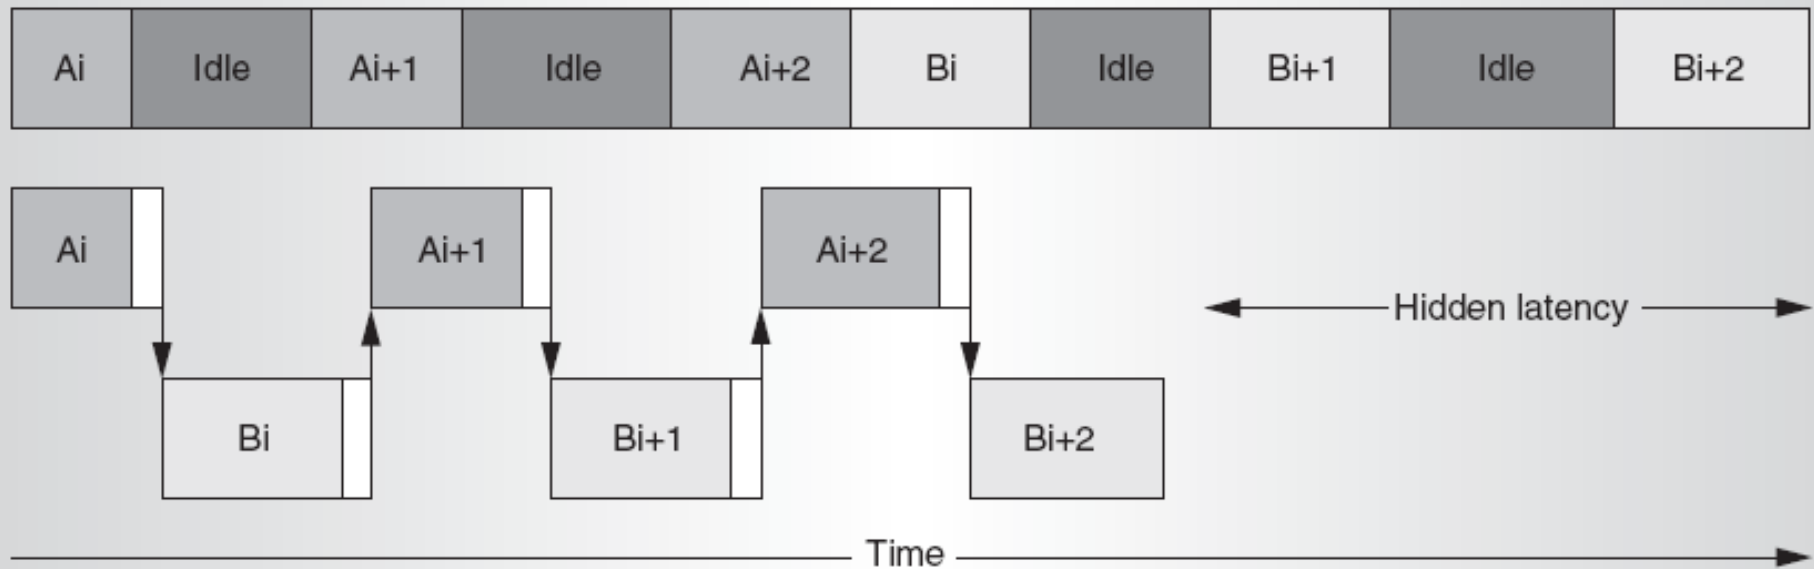 Ai Idle Ai+1 Idle Ai+2 Bi Idle Bi+1 Idle Bi+2
Ai Ai+1 Ai+2
Hidden latency
Bi Bi+1 Bi+2
Time